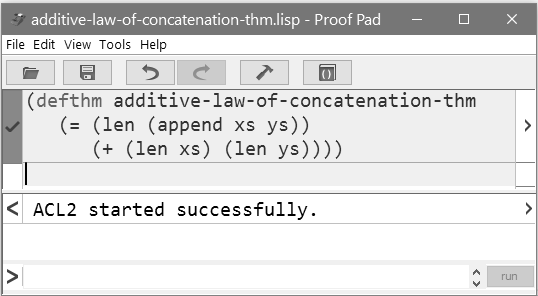 additive-law-of-concatenation-thm.lisp - Proof Pad
File Edit View Tools Help
(defthm additive-law-of-concatenation-thm
(= (len (append xs ys))
(+ (len xs) (len ys))))
>
< ACL2 started successfully. >
> run